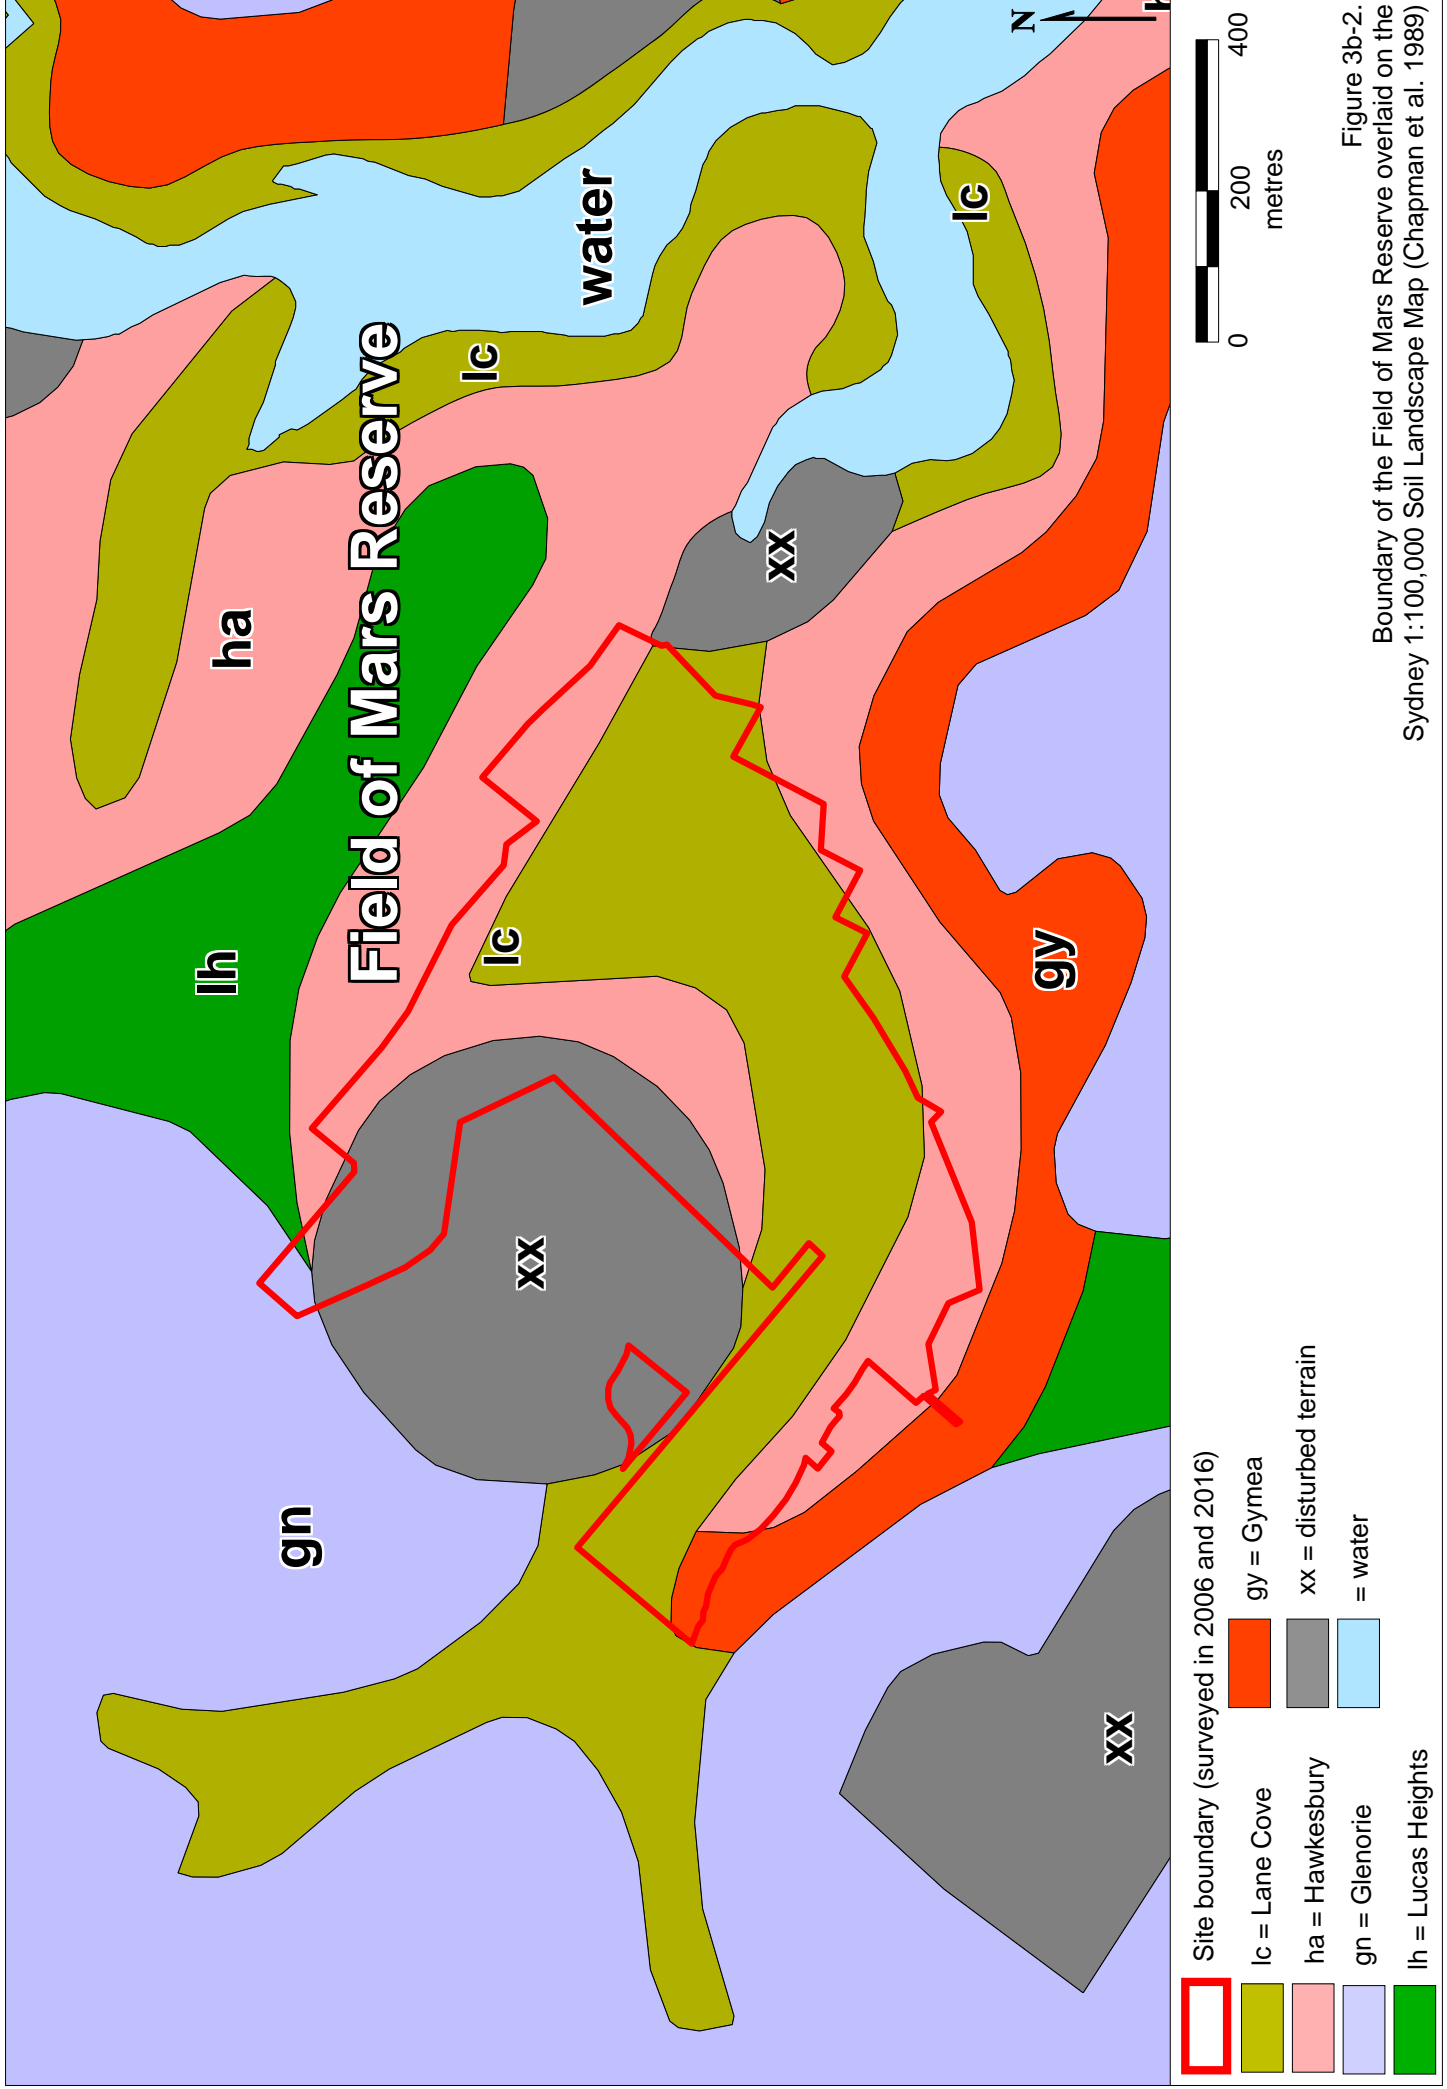 lh
ha
gn
Field of Mars Reserve
lc
lc
xx
water
xx
lc
N
gy
xx
Site boundary (surveyed in 2006 and 2016)
lc = Lane Cove
ha = Hawkesbury
gn = Glenorie
lh = Lucas Heights
gy = Gymea
xx = disturbed terrain
= water
0 200 400
metres
Figure 3b-2.
Boundary of the Field of Mars Reserve overlaid on the
Sydney 1:100,000 Soil Landscape Map (Chapman et al. 1989)